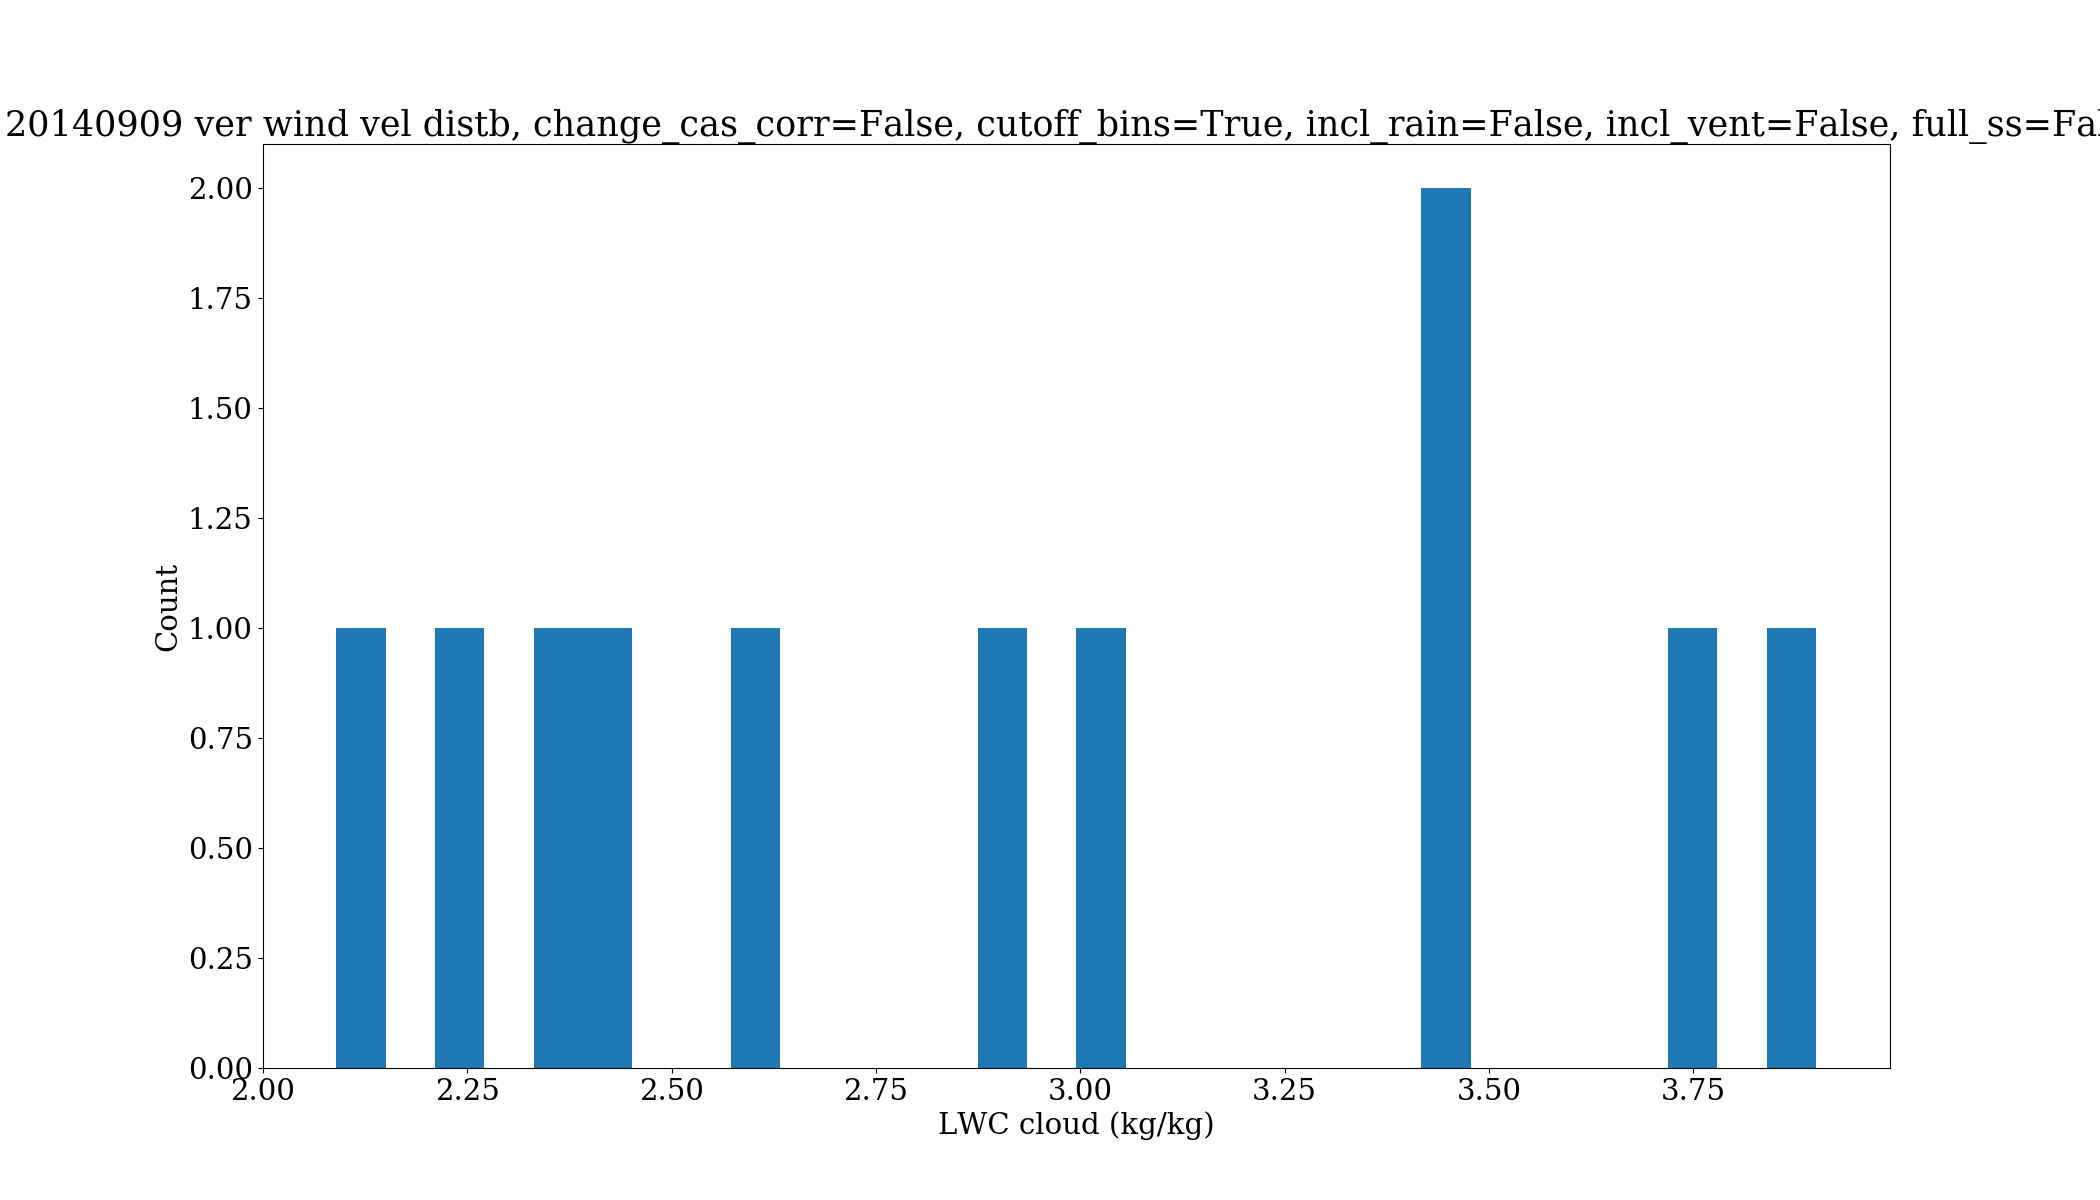 20140909 ver wind vel distb, change_cas_corr=False, cutoff_bins=True, incl_rain=False, incl_vent=False, full_ss=Fal
2.00
1.75
1.50
1.25
1.00
0.75
0.50
0.25
0.00
Count
2.00 2.25 2.50 2.75 3.00 3.25 3.50 3.75
LWC cloud (kg/kg)